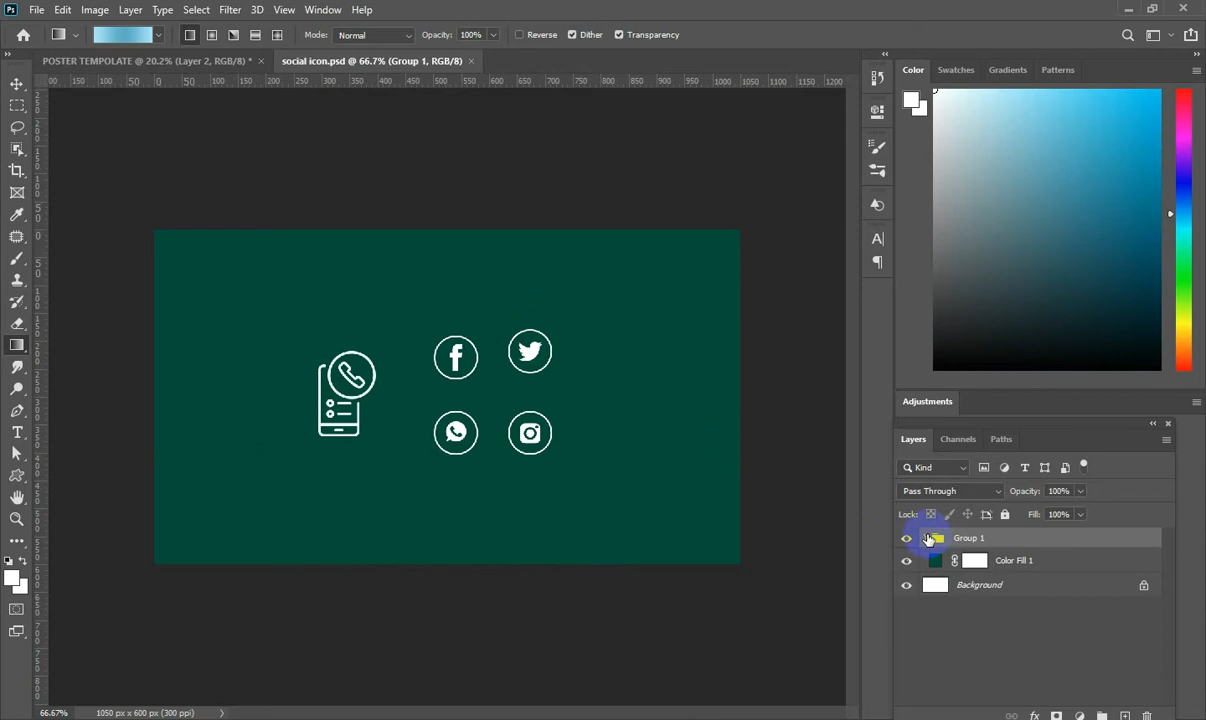 Ps File Edit Image Layer Type Select Filter 3D View Window Help
Mode: Normal Opacity: 100% Reverse Dither Transparency
POSTER TEMPOLATE @ 20.2% (Layer 2, RGB/8) * × social icon.psd @ 66.7% (Group 1, RGB/8) ×
Color Swatches Gradients Patterns
Adjustments
Layers Channels Paths
Kind
Pass Through Opacity: 100%
Lock: Fill: 100%
Group 1
Color Fill 1
Background
66.67% 1050 px x 600 px (300 ppi)